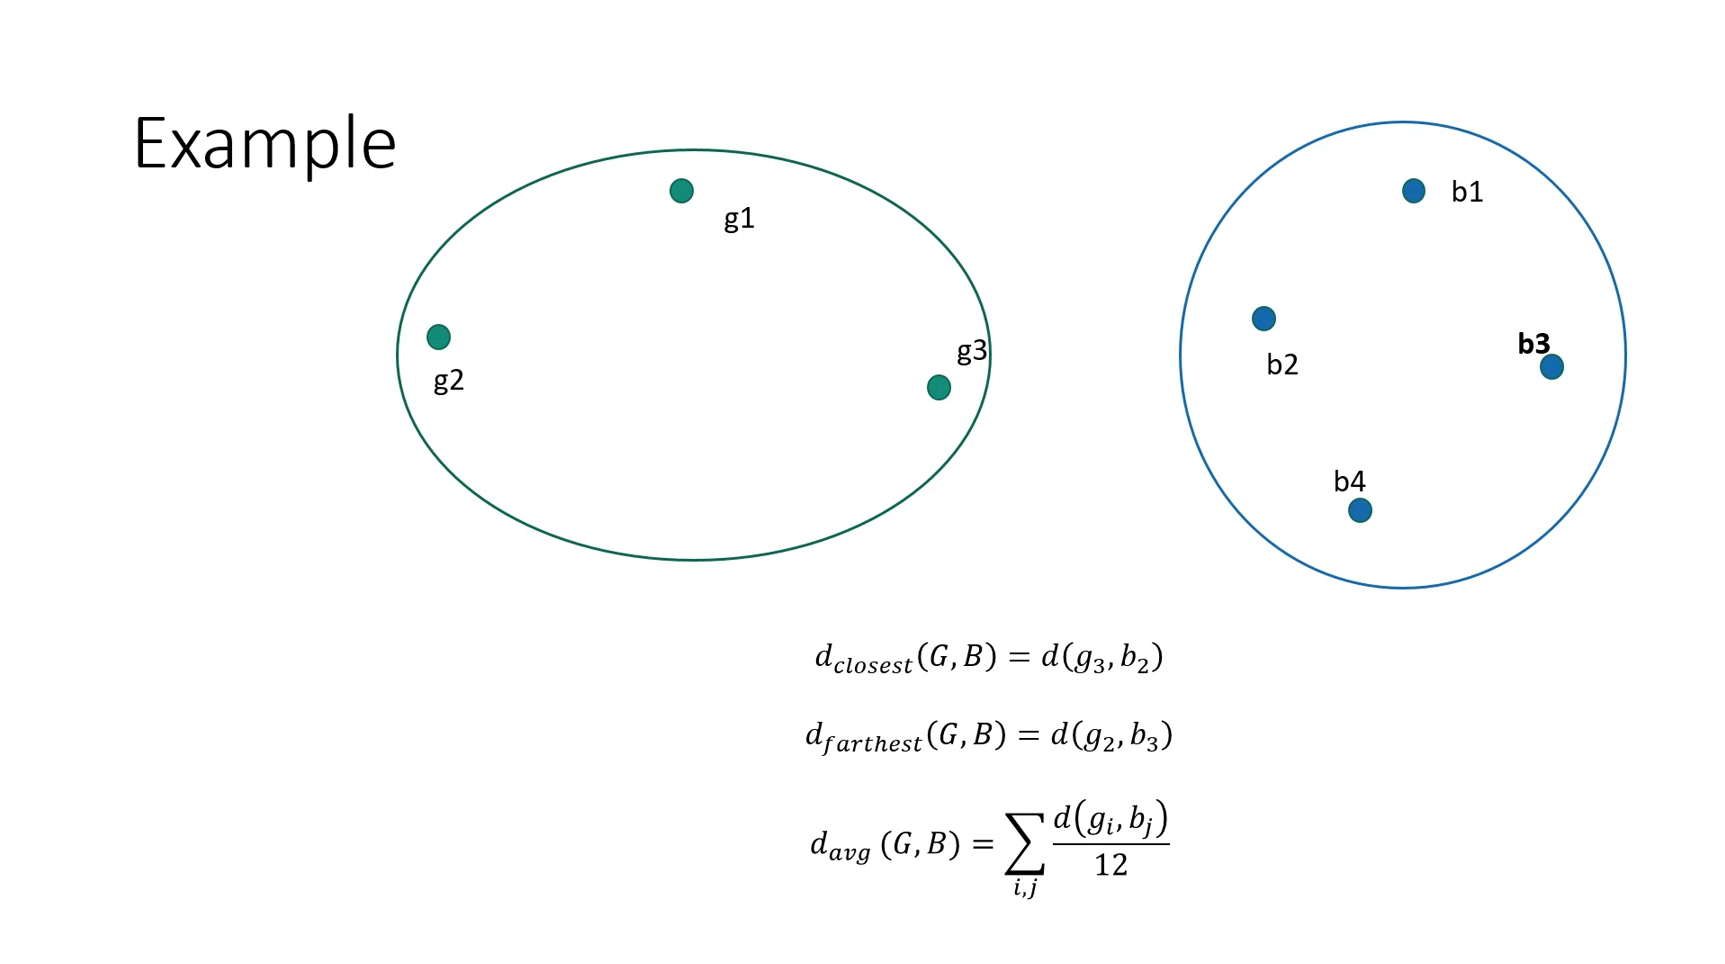 Example
g1
g2
g3
b1
b2
b3
b4
d_{closest}(G, B) = d(g_3, b_2)
d_{farthest}(G, B) = d(g_2, b_3)
d_{avg} (G, B) = \sum_{i,j} \frac{d(g_i, b_j)}{12}